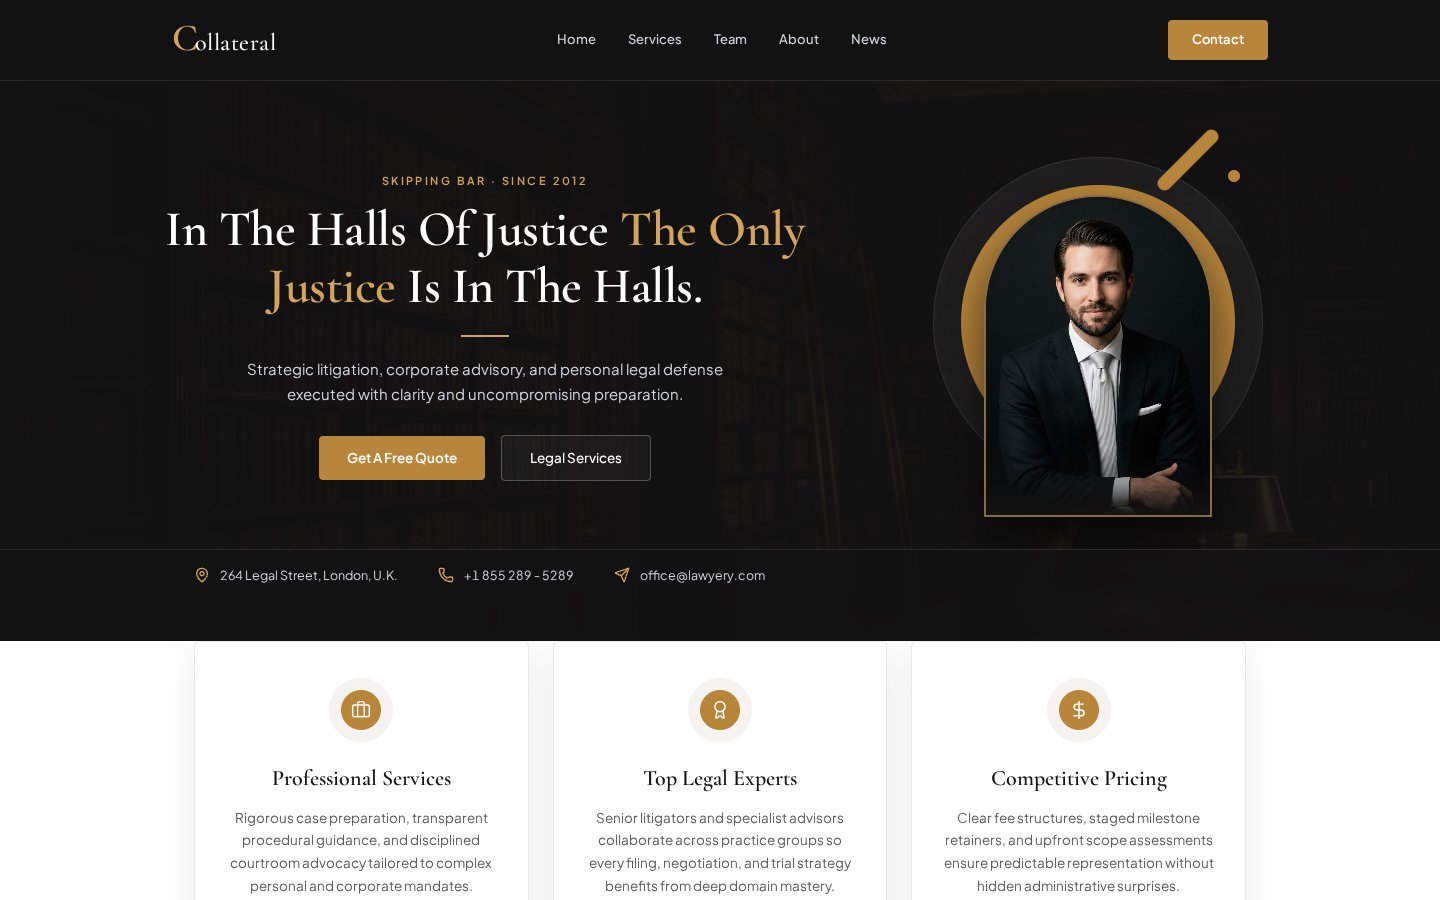 Collateral
Home
Services
Team
About
News
Contact
SKIPPING BAR · SINCE 2012
In The Halls Of Justice The Only
Justice Is In The Halls.
Strategic litigation, corporate advisory, and personal legal defense
executed with clarity and uncompromising preparation.
Get A Free Quote
Legal Services
264 Legal Street, London, U.K.
+1 855 289 - 5289
office@lawyery.com
Professional Services
Rigorous case preparation, transparent
procedural guidance, and disciplined
courtroom advocacy tailored to complex
personal and corporate mandates.
Top Legal Experts
Senior litigators and specialist advisors
collaborate across practice groups so
every filing, negotiation, and trial strategy
benefits from deep domain mastery.
Competitive Pricing
Clear fee structures, staged milestone
retainers, and upfront scope assessments
ensure predictable representation without
hidden administrative surprises.